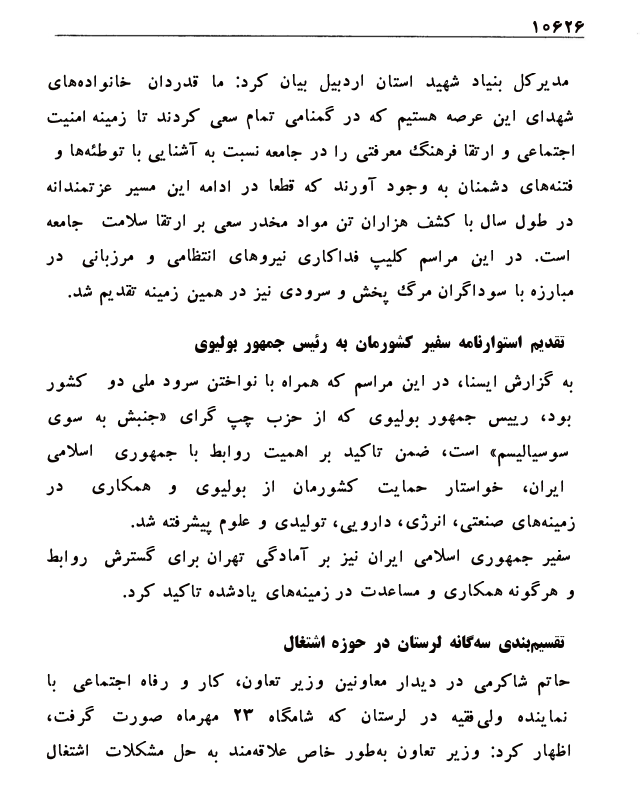 ۱۰۶۲۶
مدیرکل بنیاد شهید استان اردبیل بیان کرد: ما قدردان خانواده‌های
شهدای این عرصه هستیم که در گمنامی تمام سعی کردند تا زمینه امنیت
اجتماعی و ارتقا فرهنگ معرفتی را در جامعه نسبت به آشنایی با توطئه‌ها و
فتنه‌های دشمنان به وجود آورند که قطعا در ادامه این مسیر عزتمندانه
در طول سال با کشف هزاران تن مواد مخدر سعی بر ارتقا سلامت جامعه
است. در این مراسم کلیپ فداکاری نیروهای انتظامی و مرزبانی در
مبارزه با سوداگران مرگ پخش و سرودی نیز در همین زمینه تقدیم شد.
تقدیم استوارنامه سفیر کشورمان به رئیس جمهور بولیوی
به گزارش ایسنا، در این مراسم که همراه با نواختن سرود ملی دو کشور
بود، رییس جمهور بولیوی که از حزب چپ گرای «جنبش به سوی
سوسیالیسم» است، ضمن تاکید بر اهمیت روابط با جمهوری اسلامی
ایران، خواستار حمایت کشورمان از بولیوی و همکاری در
زمینه‌های صنعتی، انرژی، دارویی، تولیدی و علوم پیشرفته شد.
سفیر جمهوری اسلامی ایران نیز بر آمادگی تهران برای گسترش روابط
و هرگونه همکاری و مساعدت در زمینه‌های یادشده تاکید کرد.
تقسیم‌بندی سه‌گانه لرستان در حوزه اشتغال
حاتم شاکرمی در دیدار معاونین وزیر تعاون، کار و رفاه اجتماعی با
نماینده ولی‌فقیه در لرستان که شامگاه ۲۳ مهرماه صورت گرفت،
اظهار کرد: وزیر تعاون به‌طور خاص علاقه‌مند به حل مشکلات اشتغال